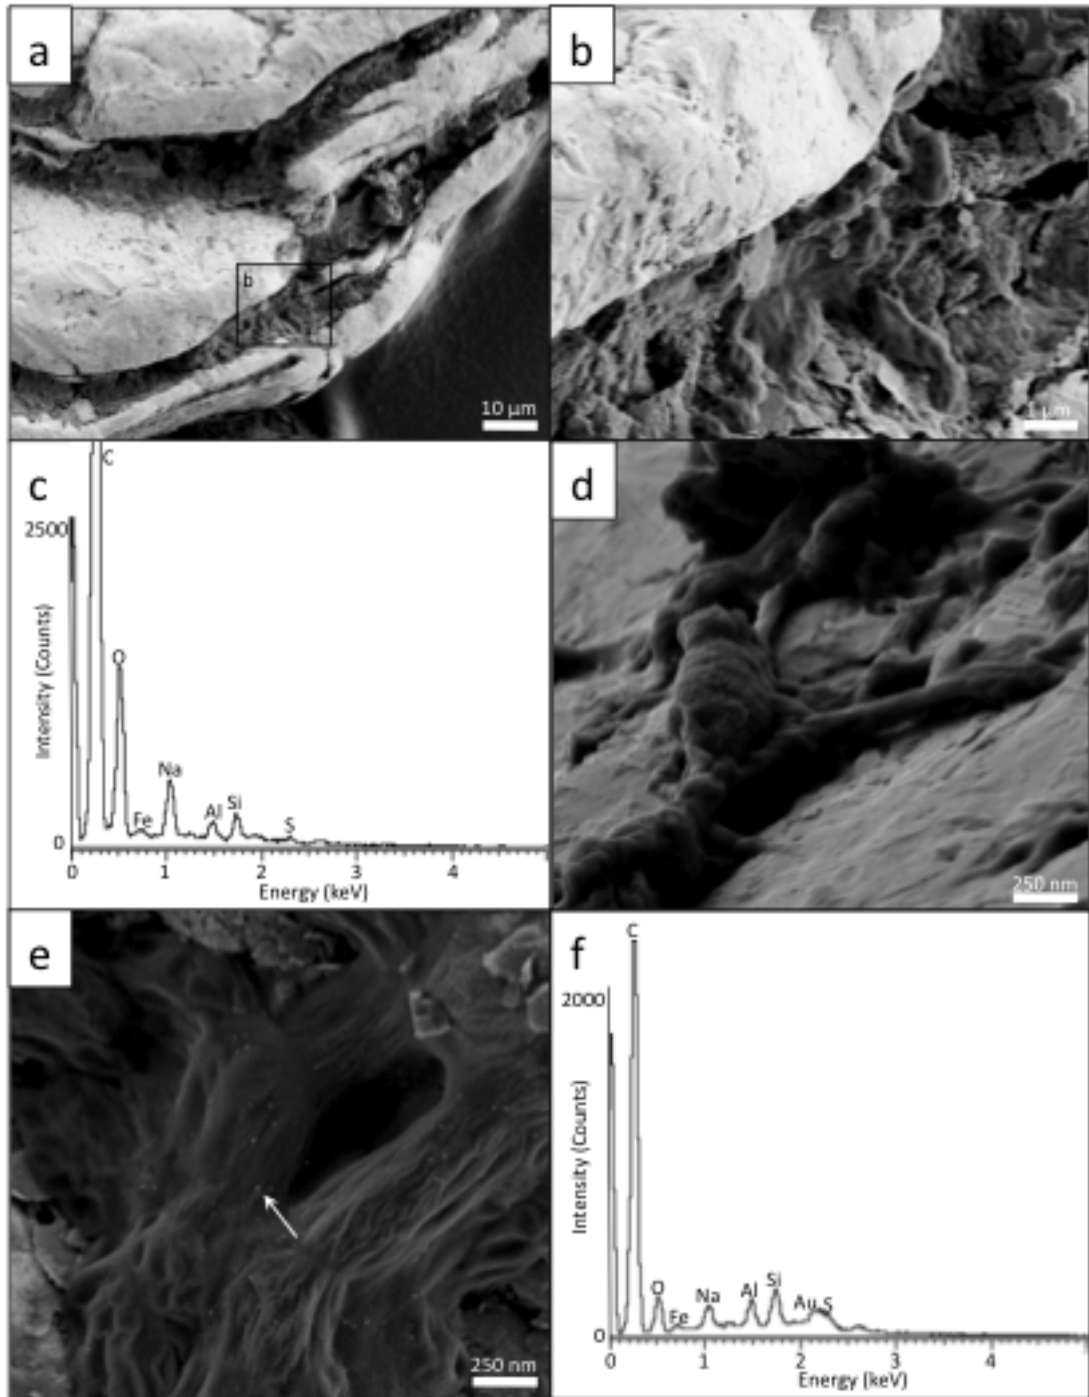 a
b
b
10 µm
1 µm
c
C
2500
O
Na
Fe
Al
Si
S
0
0
1
2
3
4
Intensity (Counts)
Energy (keV)
d
250 nm
e
250 nm
f
C
2000
O
Fe
Na
Al
Si
Au S
0
0
1
2
3
4
Intensity (Counts)
Energy (keV)